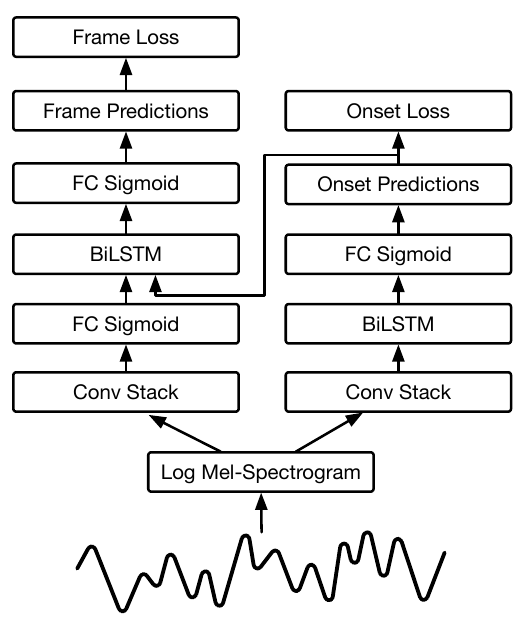 Frame Loss
Frame Predictions
Onset Loss
FC Sigmoid
Onset Predictions
BiLSTM
FC Sigmoid
FC Sigmoid
BiLSTM
Conv Stack
Conv Stack
Log Mel-Spectrogram